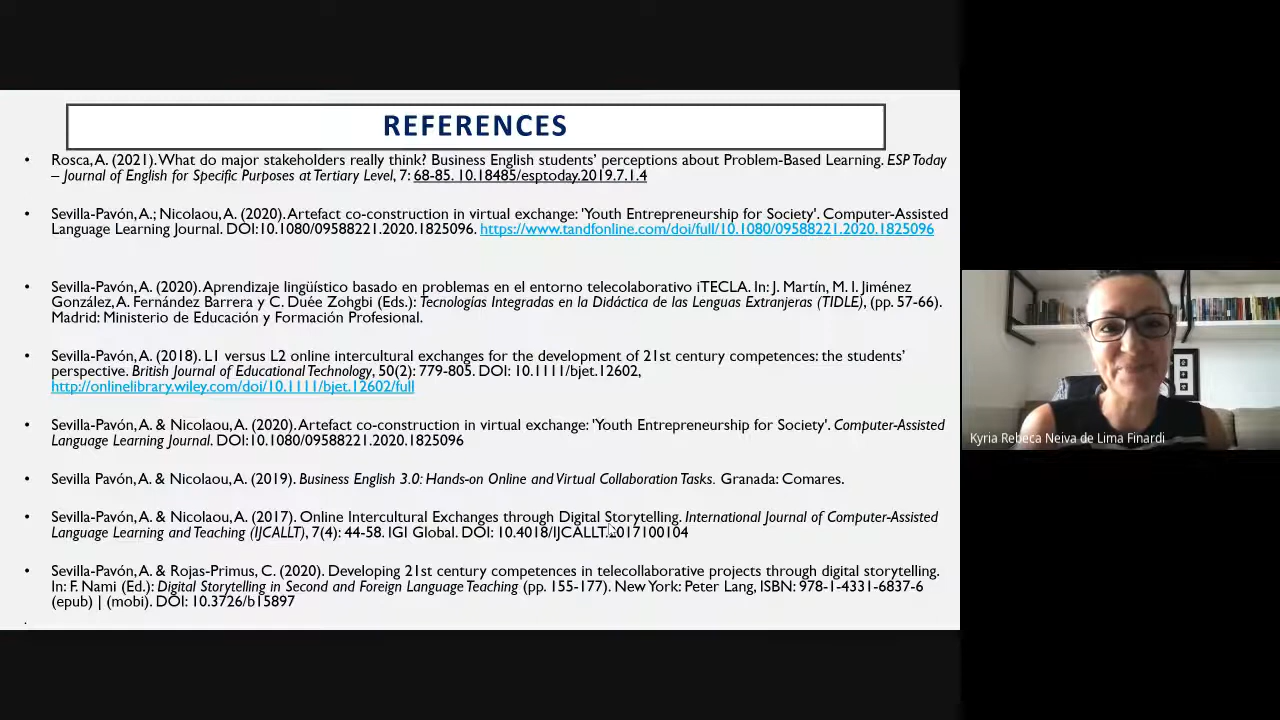 REFERENCES
• Rosca, A. (2021). What do major stakeholders really think? Business English students’ perceptions about Problem-Based Learning. ESP Today
– Journal of English for Specific Purposes at Tertiary Level, 7: 68-85. 10.18485/esptoday.2019.7.1.4
• Sevilla-Pavón, A.; Nicolaou, A. (2020). Artefact co-construction in virtual exchange: 'Youth Entrepreneurship for Society'. Computer-Assisted
Language Learning Journal. DOI:10.1080/09588221.2020.1825096. https://www.tandfonline.com/doi/full/10.1080/09588221.2020.1825096
• Sevilla-Pavón, A. (2020). Aprendizaje lingüístico basado en problemas en el entorno telecolaborativo iTECLA. In: J. Martín, M. I. Jiménez
González, A. Fernández Barrera y C. Duée Zohgbi (Eds.): Tecnologías Integradas en la Didáctica de las Lenguas Extranjeras (TIDLE), (pp. 57-66).
Madrid: Ministerio de Educación y Formación Profesional.
• Sevilla-Pavón, A. (2018). L1 versus L2 online intercultural exchanges for the development of 21st century competences: the students’
perspective. British Journal of Educational Technology, 50(2): 779-805. DOI: 10.1111/bjet.12602,
http://onlinelibrary.wiley.com/doi/10.1111/bjet.12602/full
• Sevilla-Pavón, A. & Nicolaou, A. (2020). Artefact co-construction in virtual exchange: 'Youth Entrepreneurship for Society'. Computer-Assisted
Language Learning Journal. DOI:10.1080/09588221.2020.1825096
• Sevilla Pavón, A. & Nicolaou, A. (2019). Business English 3.0: Hands-on Online and Virtual Collaboration Tasks. Granada: Comares.
• Sevilla-Pavón, A. & Nicolaou, A. (2017). Online Intercultural Exchanges through Digital Storytelling. International Journal of Computer-Assisted
Language Learning and Teaching (IJCALLT), 7(4): 44-58. IGI Global. DOI: 10.4018/IJCALLT.2017100104
• Sevilla-Pavón, A. & Rojas-Primus, C. (2020). Developing 21st century competences in telecollaborative projects through digital storytelling.
In: F. Nami (Ed.): Digital Storytelling in Second and Foreign Language Teaching (pp. 155-177). New York: Peter Lang, ISBN: 978-1-4331-6837-6
(epub) | (mobi). DOI: 10.3726/b15897
.
Kyria Rebeca Neiva de Lima Finardi